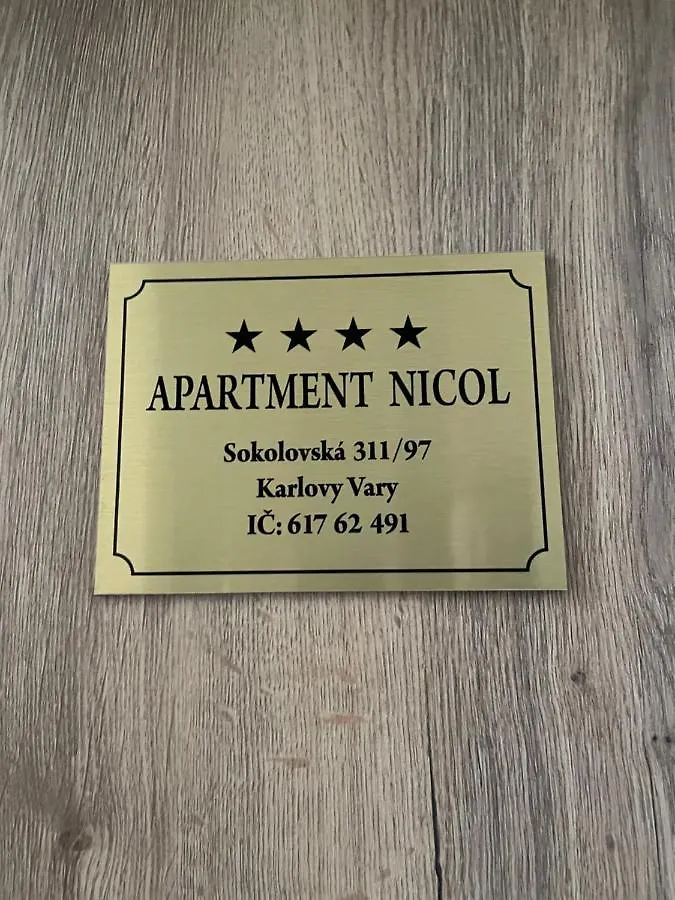 ★ ★ ★ ★
APARTMENT NICOL
Sokolovská 311/97
Karlovy Vary
IČ: 617 62 491